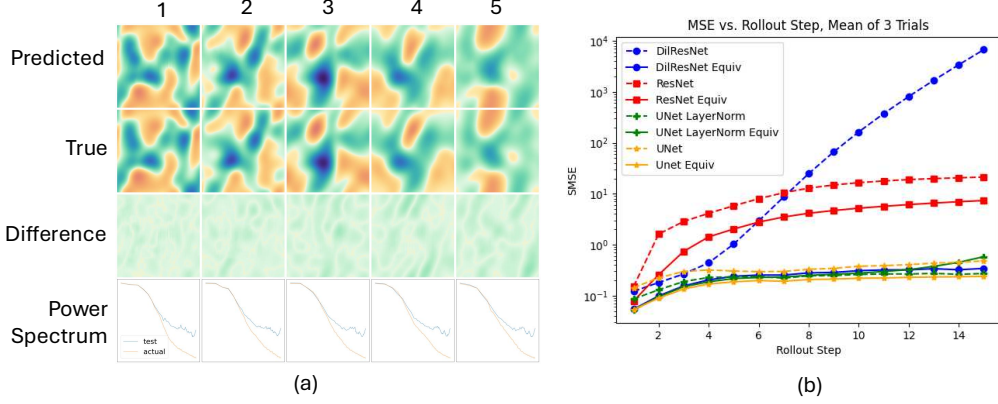 1 2 3 4 5
Predicted
True
Difference
Power
Spectrum
test
actual
(a)
MSE vs. Rollout Step, Mean of 3 Trials
DilResNet
DilResNet Equiv
ResNet
ResNet Equiv
UNet LayerNorm
UNet LayerNorm Equiv
UNet
Unet Equiv
SMSE
10⁴
10³
10²
10¹
10⁰
10⁻¹
2 4 6 8 10 12 14
Rollout Step
(b)